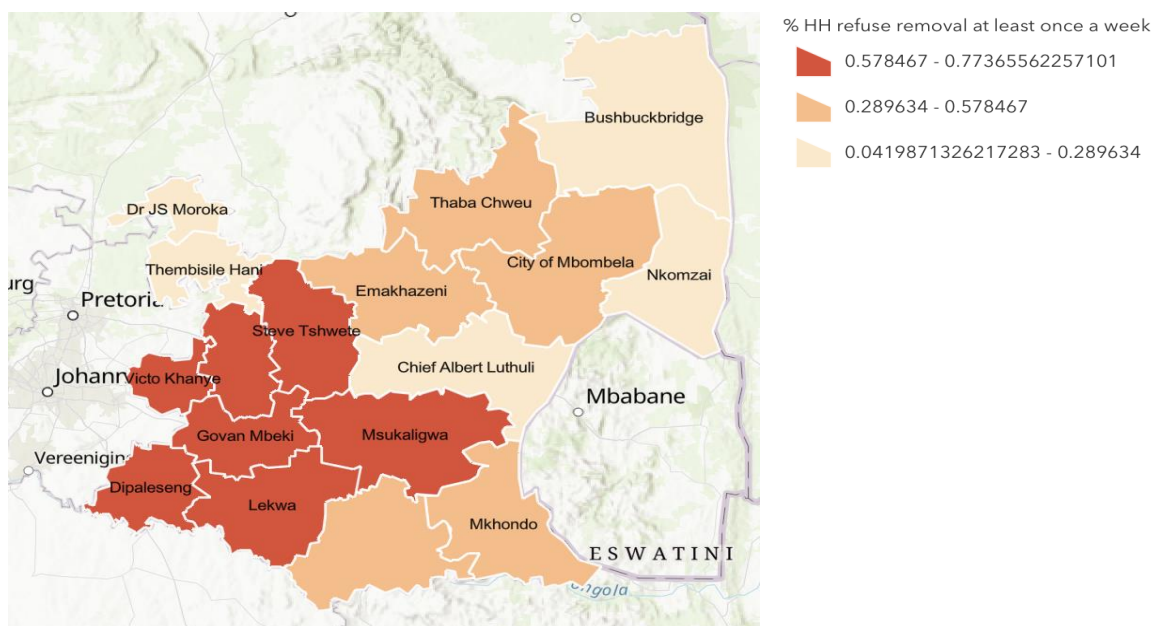 % HH refuse removal at least once a week
0.578467 - 0.77365562257101
0.289634 - 0.578467
0.0419871326217283 - 0.289634
Bushbuckbridge
Thaba Chweu
Dr JS Moroka
City of Mbombela
Thembisile Hani
Nkomzai
Emakhazeni
Pretoria
Steve Tshwete
Chief Albert Luthuli
Victo Khanye
Mbabane
Govan Mbeki
Msukaligwa
Dipaleseng
Lekwa
Mkhondo
ESWATINI